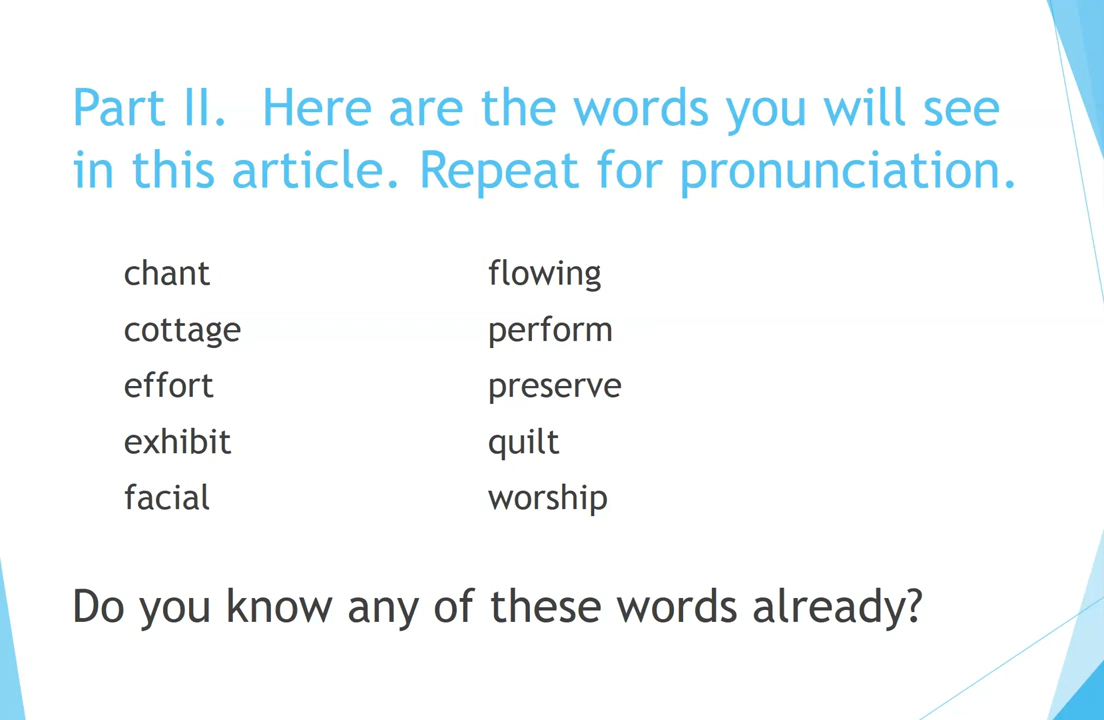 Part II.  Here are the words you will see
in this article. Repeat for pronunciation.
chant
cottage
effort
exhibit
facial
flowing
perform
preserve
quilt
worship
Do you know any of these words already?